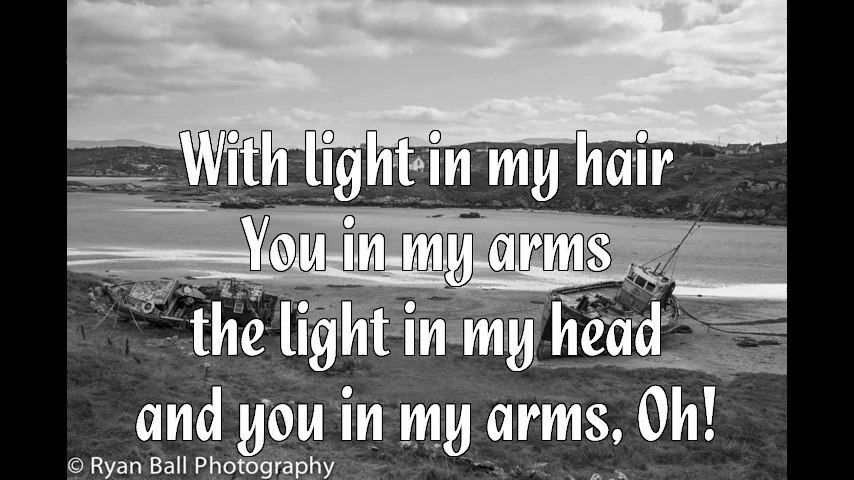 With light in my hair
You in my arms
the light in my head
and you in my arms, Oh!
© Ryan Ball Photography